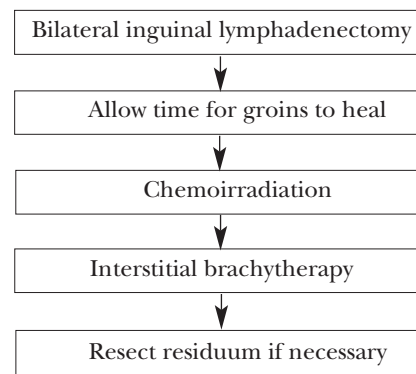 Bilateral inguinal lymphadenectomy
Allow time for groins to heal
Chemoirradiation
Interstitial brachytherapy
Resect residuum if necessary